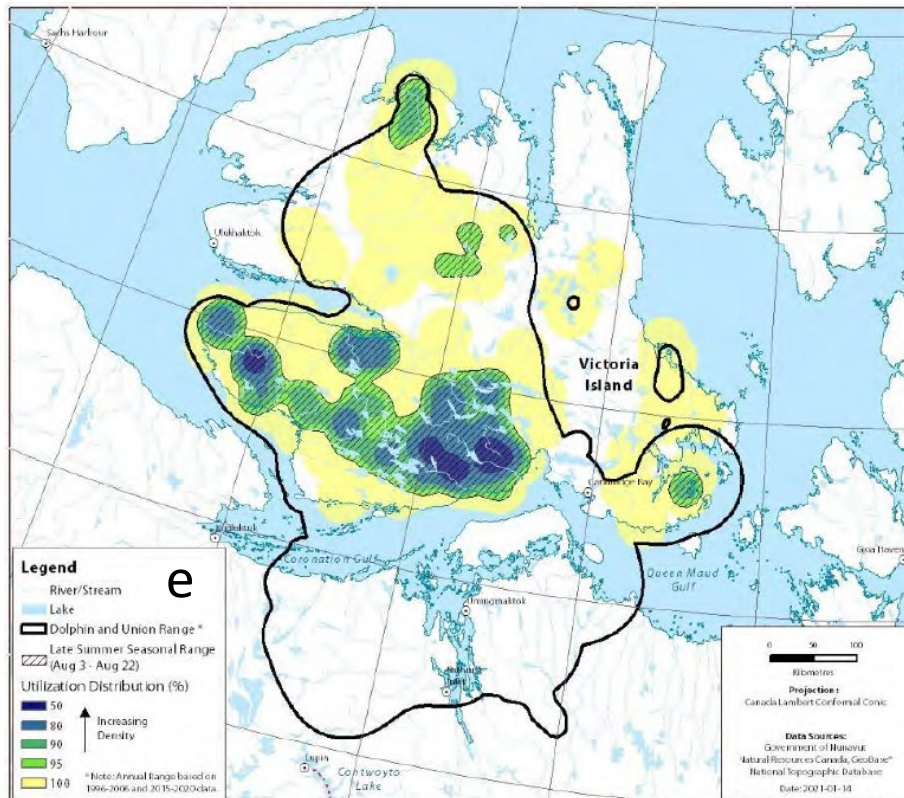 Sachs Harbour
Ulukhaktok
Victoria
Island
Cambridge Bay
Kugluktuk
Coronation Gulf
Queen Maud
Gulf
Gjoa Haven
Umingmaktok
Inlet
Lupin
Contwoyto
Lake
e
Legend
River/Stream
Lake
Dolphin and Union Range *
Late Summer Seasonal Range
(Aug 3 - Aug 22)
Utilization Distribution (%)
50
80
90
95
100
Increasing
Density
* Note: Annual Range based on
1996-2006 and 2015-2020 data.
0 50 100
Kilometres
Projection:
Canada Lambert Conformal Conic
Data Sources:
Government of Nunavut
Natural Resources Canada, GeoBase®
National Topographic Database
Date: 2021-01-14